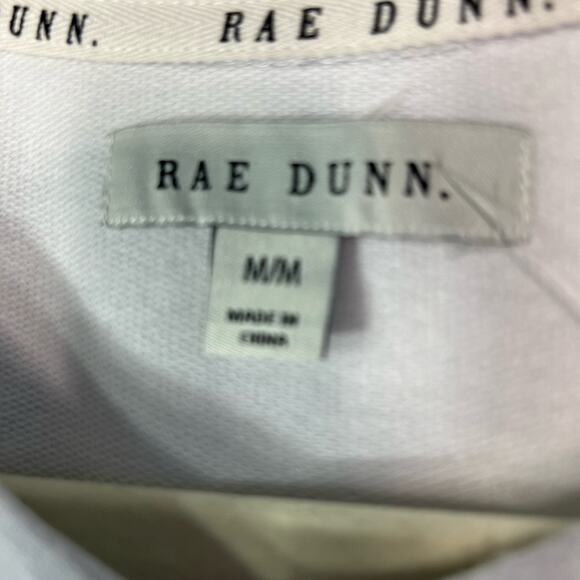 UNN. RAE DUNN.
RAE DUNN.
M/M
MADE IN
CHINA